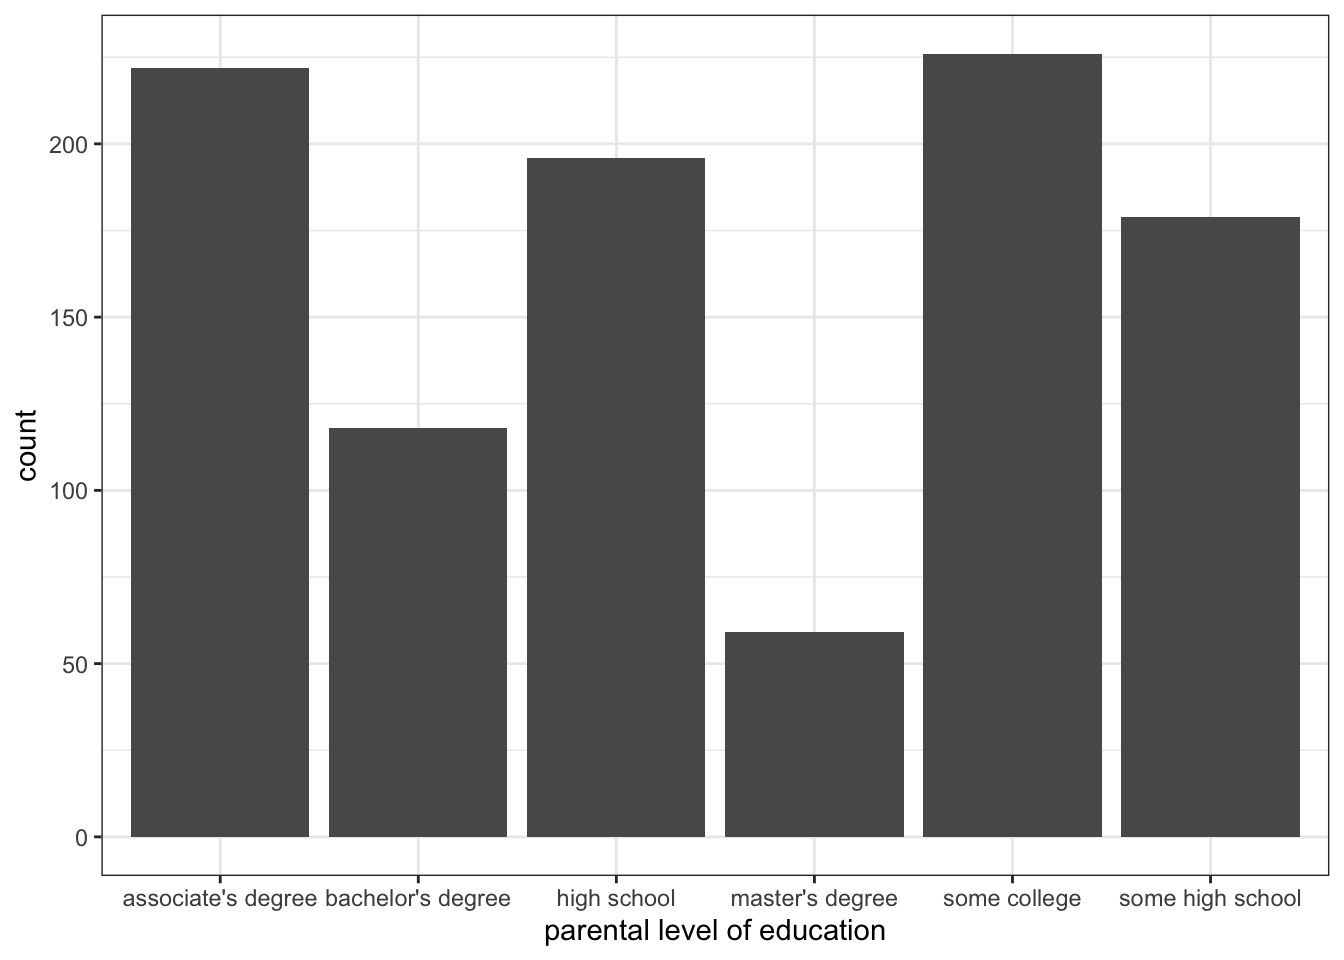 200
150
100
50
0
count
associate's degree bachelor's degree high school master's degree some college some high school
parental level of education